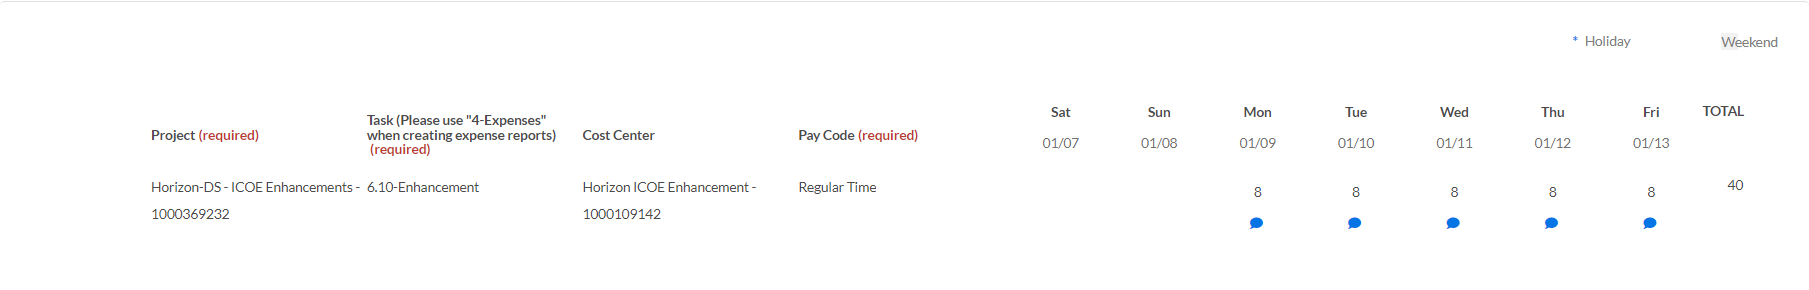 * Holiday Weekend
Sat Sun Mon Tue Wed Thu Fri TOTAL
Project (required) Task (Please use "4-Expenses" when creating expense reports) (required) Cost Center Pay Code (required)
01/07 01/08 01/09 01/10 01/11 01/12 01/13
Horizon-DS - ICOE Enhancements - 6.10-Enhancement Horizon ICOE Enhancement - Regular Time 8 8 8 8 8 40
1000369232 1000109142